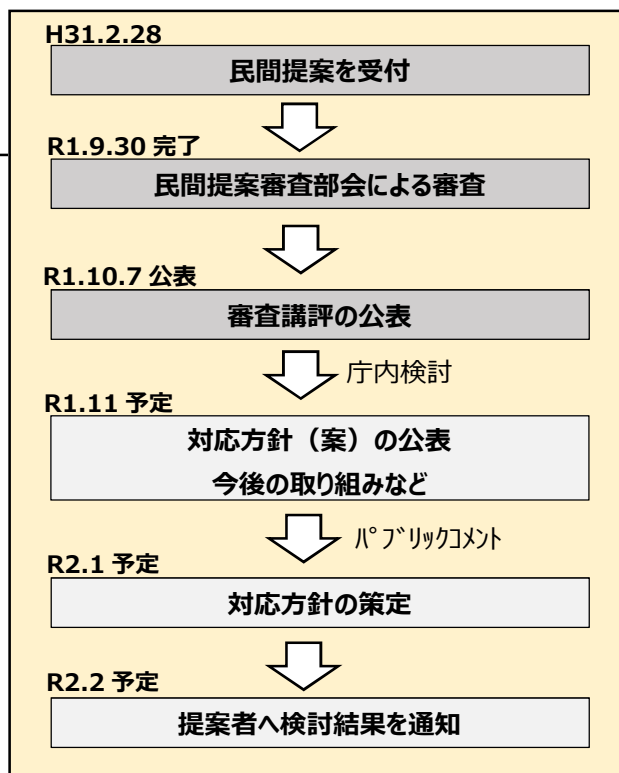 H31.2.28
民間提案を受付
R1.9.30 完了
民間提案審査部会による審査
R1.10.7 公表
審査講評の公表
庁内検討
R1.11 予定
対応方針（案）の公表
今後の取り組みなど
ﾊﾟﾌﾞﾘｯｸｺﾒﾝﾄ
R2.1 予定
対応方針の策定
R2.2 予定
提案者へ検討結果を通知